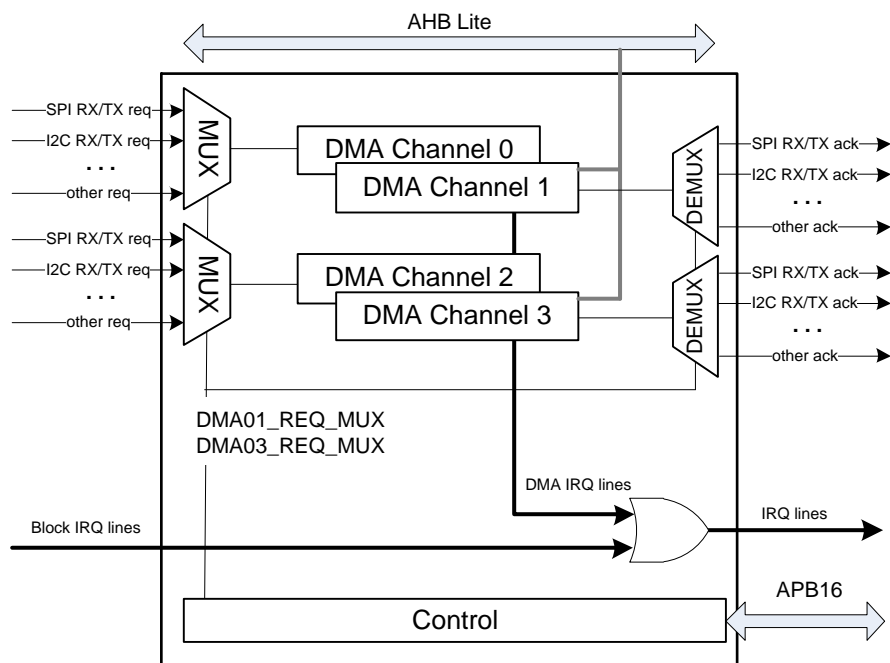 AHB Lite
SPI RX/TX req
I2C RX/TX req
...
other req
MUX
DMA Channel 0
DMA Channel 1
DEMUX
SPI RX/TX ack
I2C RX/TX ack
...
other ack
SPI RX/TX req
I2C RX/TX req
...
other req
MUX
DMA Channel 2
DMA Channel 3
DEMUX
SPI RX/TX ack
I2C RX/TX ack
...
other ack
DMA01_REQ_MUX
DMA03_REQ_MUX
DMA IRQ lines
Block IRQ lines
IRQ lines
APB16
Control